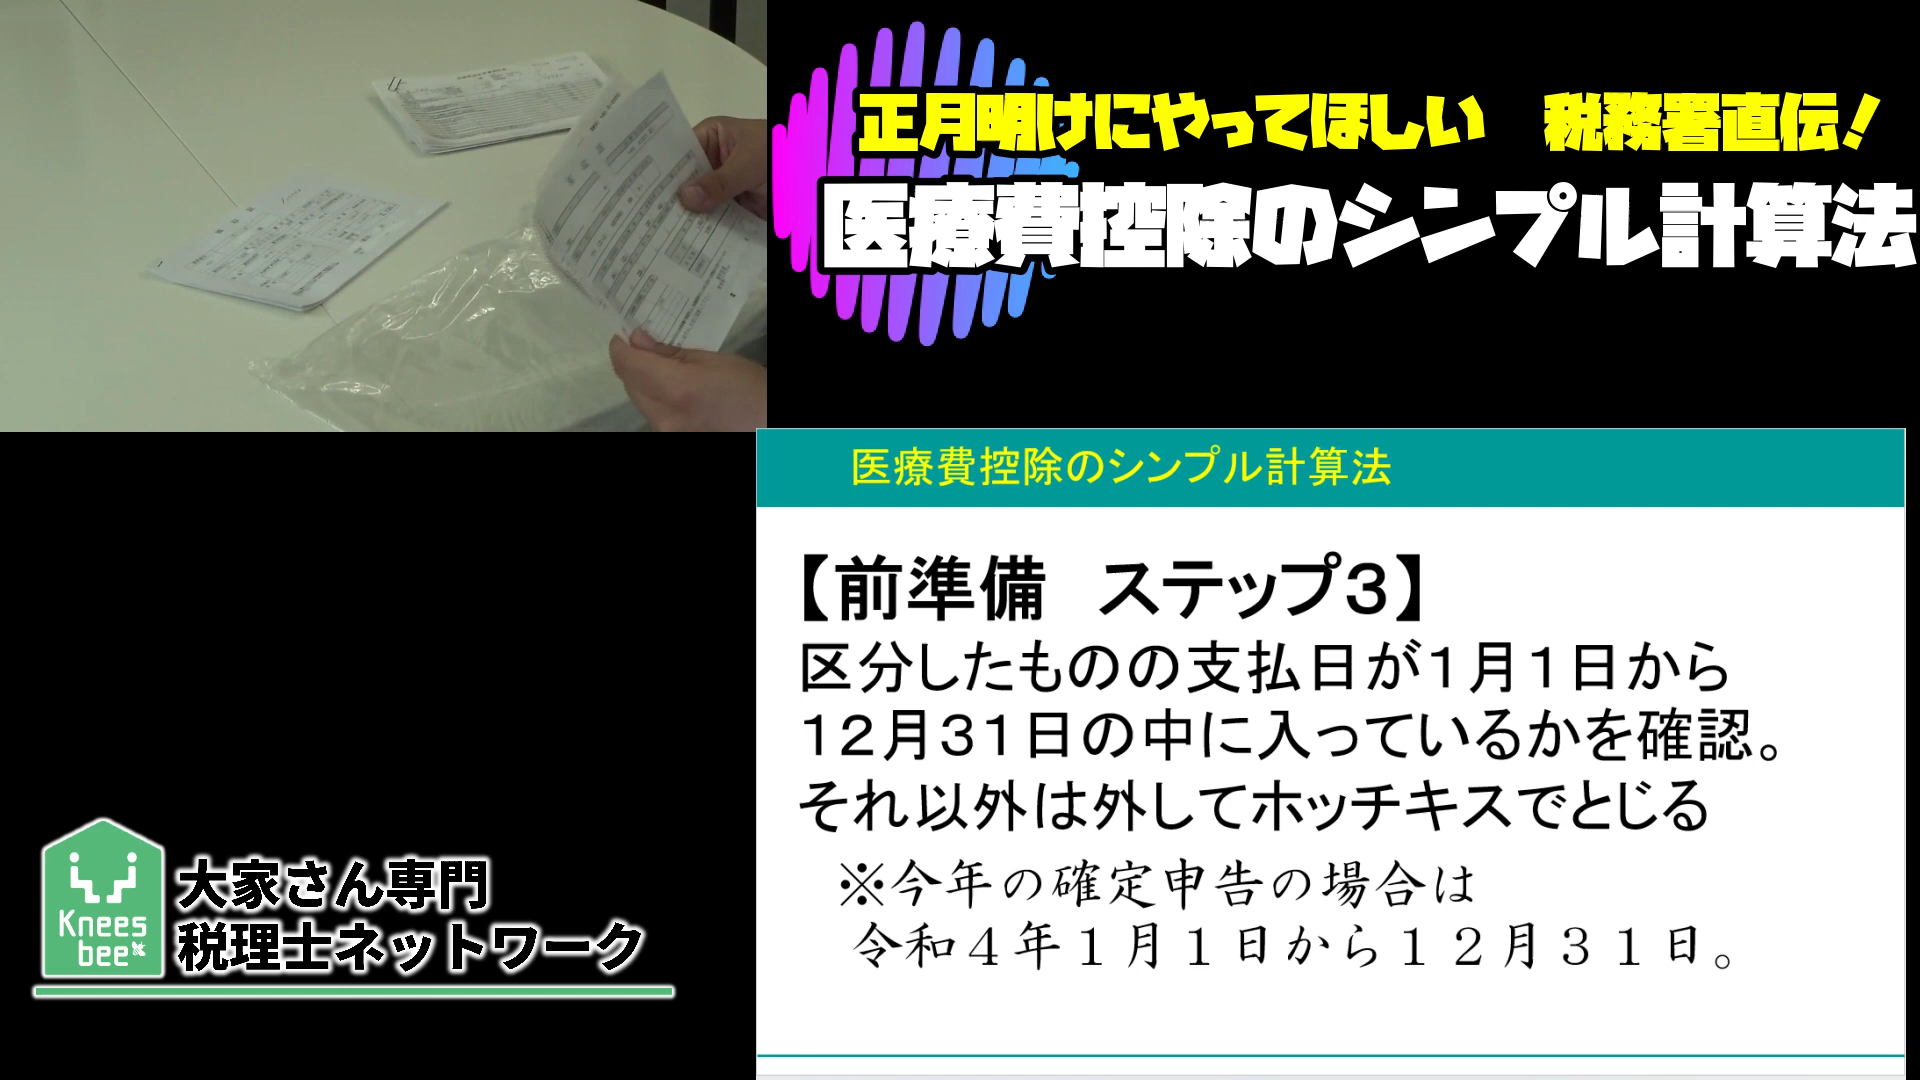 正月明けにやってほしい　税務署直伝！
医療費控除のシンプル計算法
医療費控除のシンプル計算法
【前準備　ステップ３】
区分したものの支払日が１月１日から
１２月３１日の中に入っているかを確認。
それ以外は外してホッチキスでとじる
※今年の確定申告の場合は
令和４年１月１日から１２月３１日。
Knees
bee
大家さん専門
税理士ネットワーク